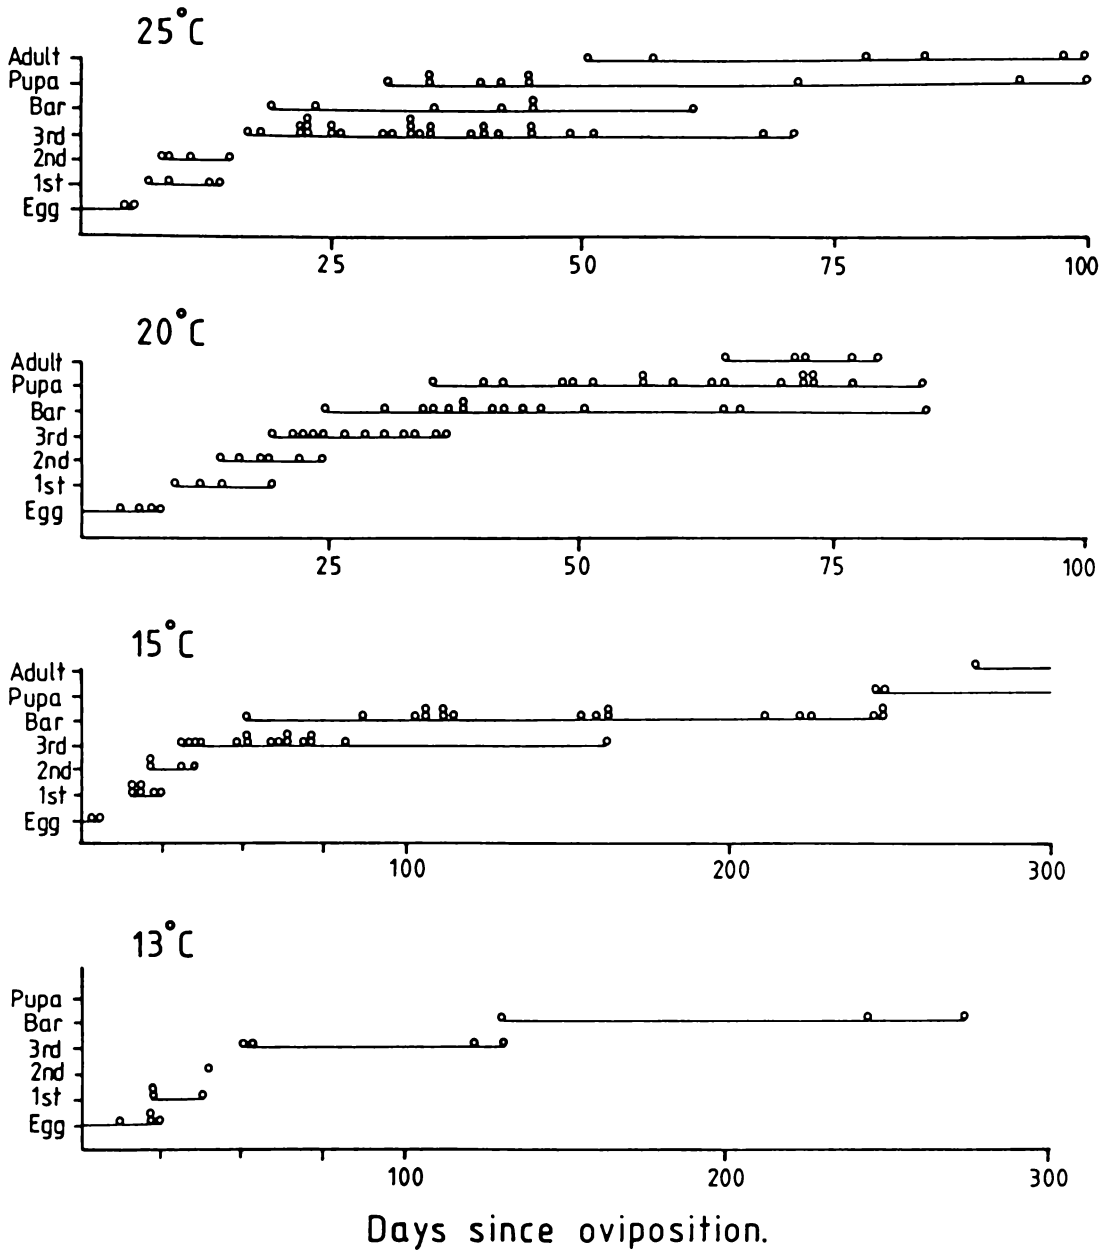 25°C
Adult
Pupa
Bar
3rd
2nd
1st
Egg
25 50 75 100
20°C
Adult
Pupa
Bar
3rd
2nd
1st
Egg
25 50 75 100
15°C
Adult
Pupa
Bar
3rd
2nd
1st
Egg
100 200 300
13°C
Pupa
Bar
3rd
2nd
1st
Egg
100 200 300
Days since oviposition.